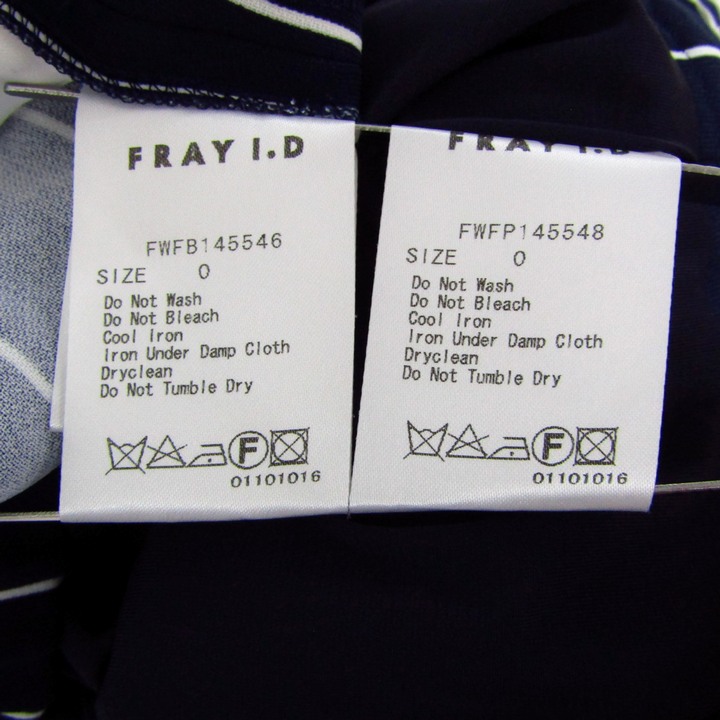 FRAY I.D
FWFB145546
SIZE 0
Do Not Wash
Do Not Bleach
Cool Iron
Iron Under Damp Cloth
Dryclean
Do Not Tumble Dry
F
01101016
FRAY I.D
FWFP145548
SIZE 0
Do Not Wash
Do Not Bleach
Cool Iron
Iron Under Damp Cloth
Dryclean
Do Not Tumble Dry
F
01101016